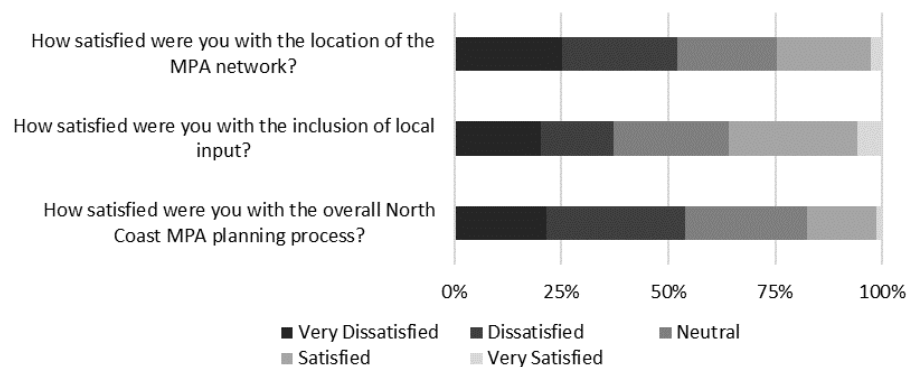 How satisfied were you with the location of the
MPA network?
How satisfied were you with the inclusion of local
input?
How satisfied were you with the overall North
Coast MPA planning process?
0% 25% 50% 75% 100%
Very Dissatisfied Dissatisfied Neutral
Satisfied Very Satisfied